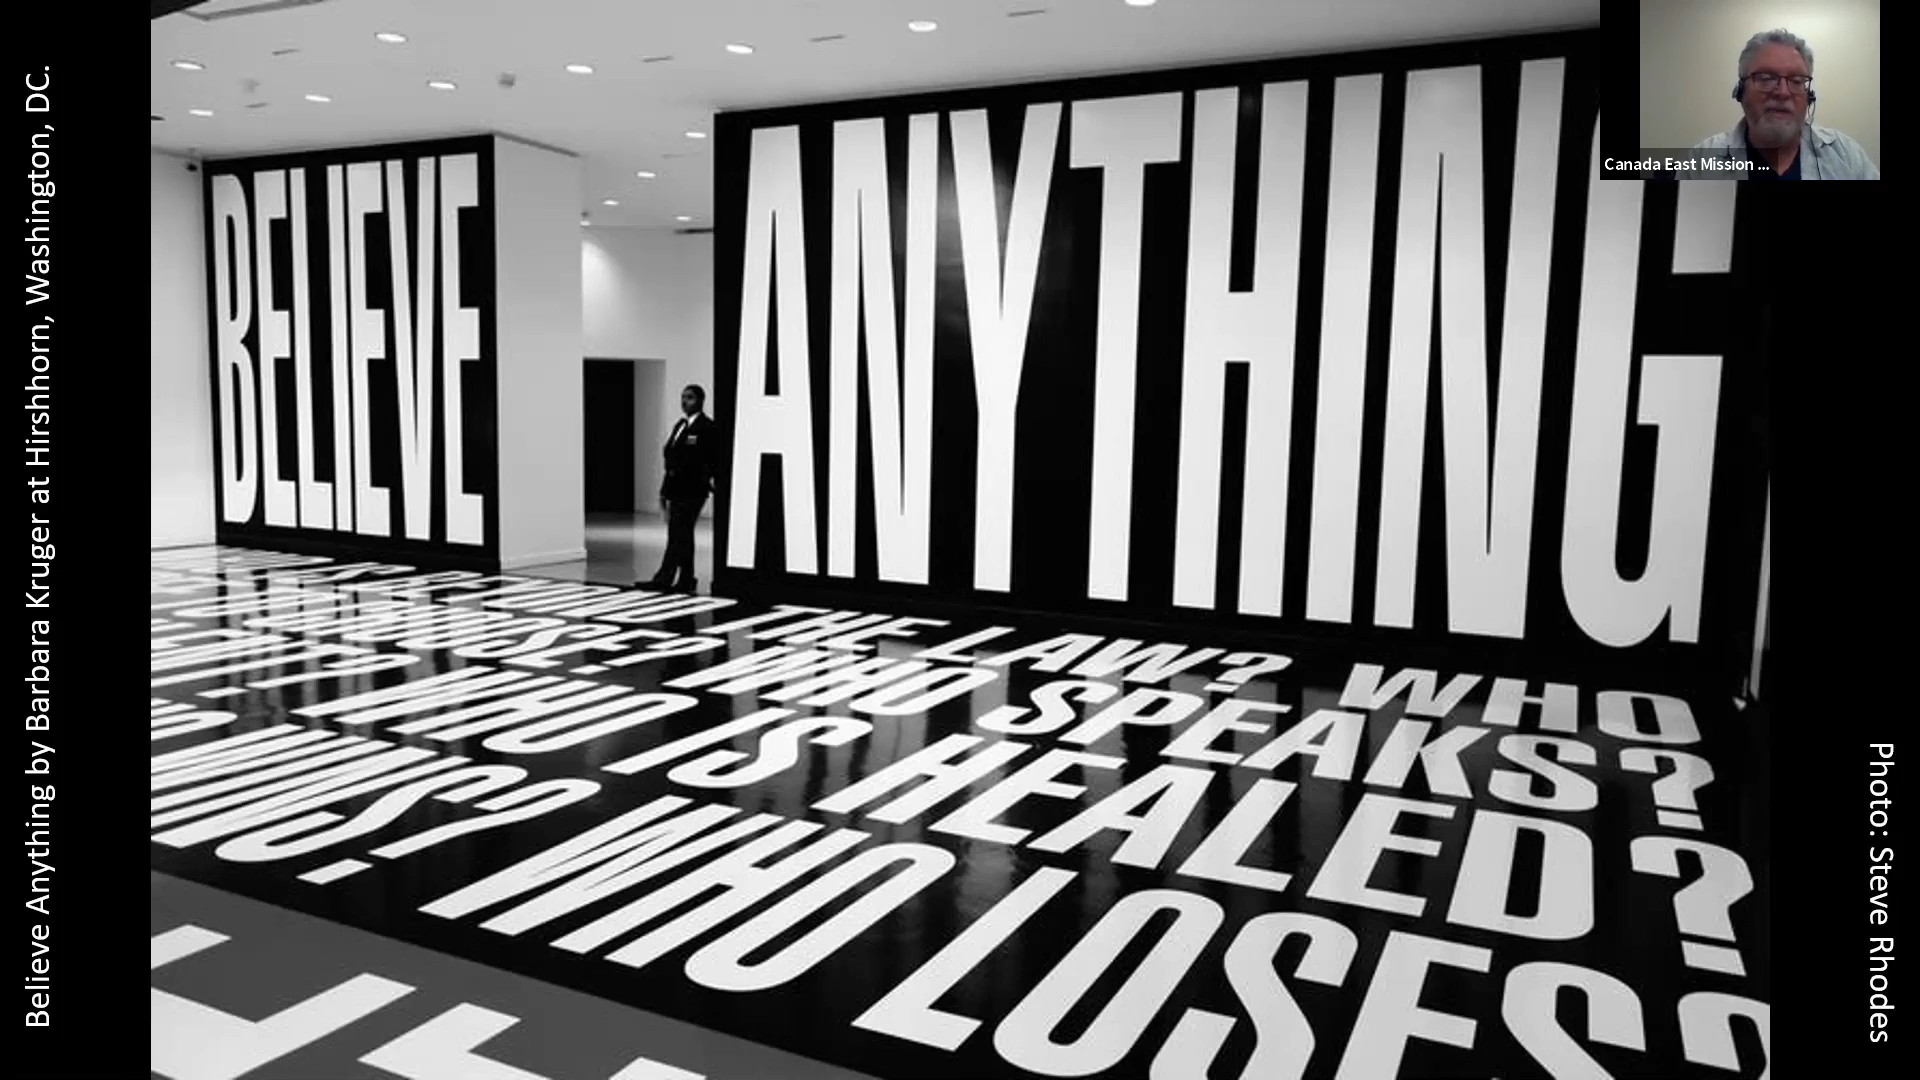 Believe Anything by Barbara Kruger at Hirshhorn, Washington, DC.
BELIEVE
ANYTHING
Canada East Mission ...
THE LAW? WHO
WHO SPEAKS?
WHO IS HEALED?
WHO LOSES?
Photo: Steve Rhodes